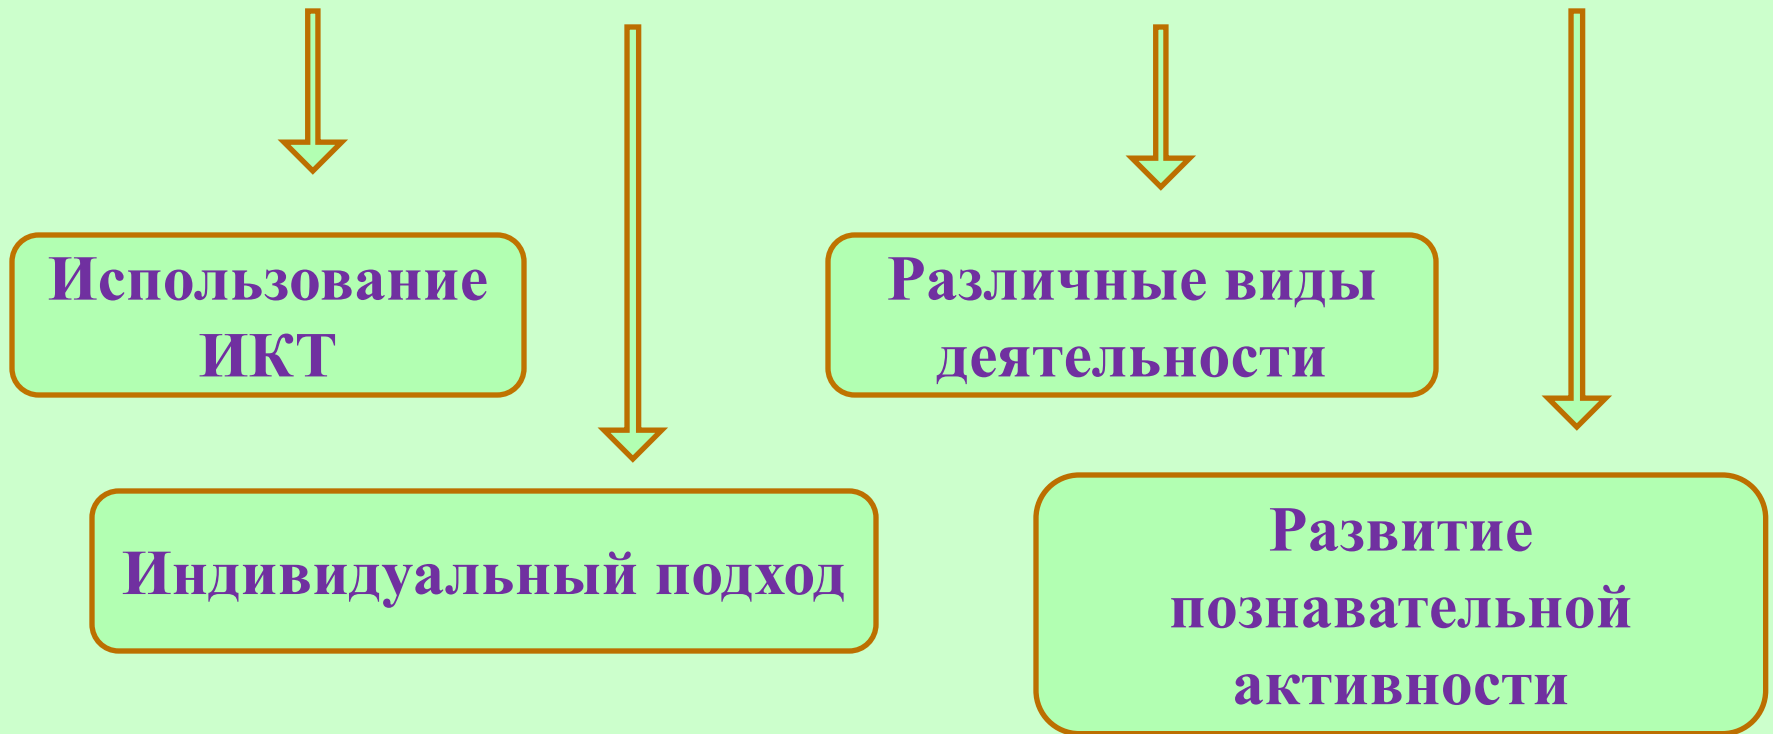 Использование
ИКТ
Различные виды
деятельности
Индивидуальный подход
Развитие
познавательной
активности